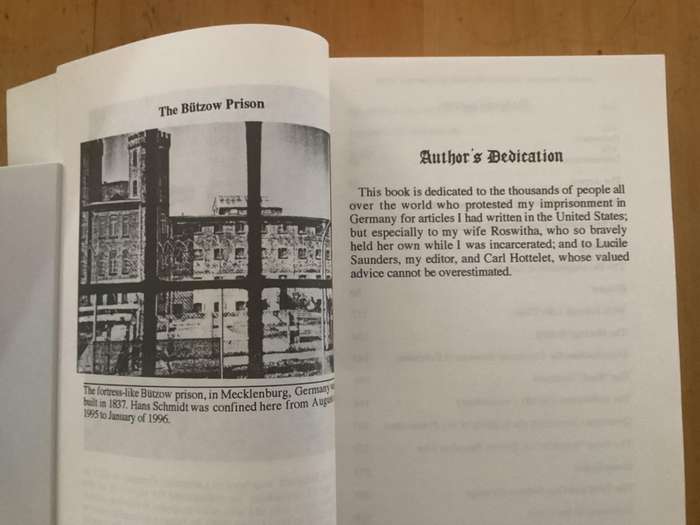 The Bützow Prison
The fortress-like Bützow prison, in Mecklenburg, Germany
built in 1837. Hans Schmidt was confined here from
1995 to January of 1996.
Author's Dedication
This book is dedicated to the thousands of people all
over the world who protested my imprisonment in
Germany for articles I had written in the United States;
but especially to my wife Roswitha, who so bravely
held her own while I was incarcerated; and to Lucile
Saunders, my editor, and Carl Hottelet, whose valued
advice cannot be overestimated.